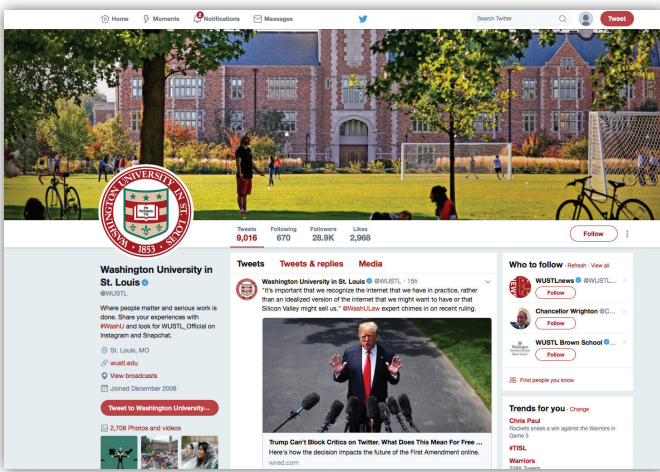 Home
Moments
2
Notifications
Messages
Search Twitter
Tweet
WASHINGTON UNIVERSITY IN ST. LOUIS
· 1853 ·
Tweets
9,016
Following
670
Followers
28.9K
Likes
2,968
Follow
Washington University in
St. Louis
@WUSTL
Where people matter and serious work is
done. Share your experiences with
#WashU and look for WUSTL_Official on
Instagram and Snapchat.
St. Louis, MO
wustl.edu
View broadcasts
Joined December 2008
Tweet to Washington University...
2,708 Photos and videos
Tweets
Tweets & replies
Media
Washington University in St. Louis @WUSTL · 15h
"It's important that we recognize the internet that we have in practice, rather
than an idealized version of the internet that we might want to have or that
Silicon Valley might sell us." @WashULaw expert chimes in on recent ruling.
Trump Can't Block Critics on Twitter. What Does This Mean For Free ...
Here's how the decision impacts the future of the First Amendment online.
wired.com
Who to follow · Refresh · View all
WUSTLnews @WUSTL...
Follow
Chancellor Wrighton @C...
Follow
WUSTL Brown School ...
Follow
Find people you know
Trends for you · Change
Chris Paul
Rockets sneak a win against the Warriors in
Game 5
#TISL
Warriors